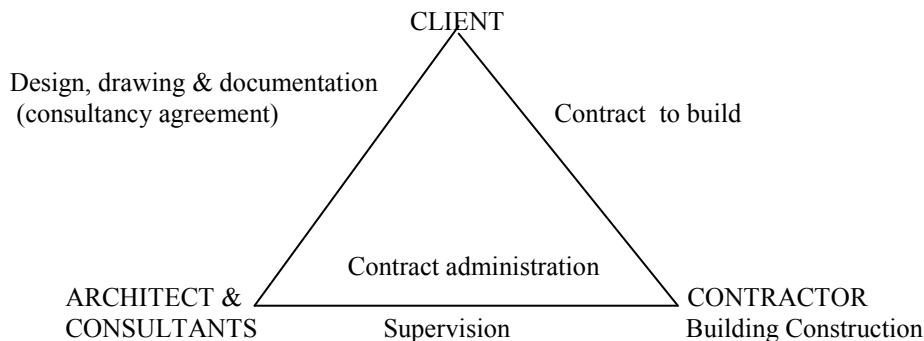 CLIENT
Design, drawing & documentation
(consultancy agreement)
Contract to build
Contract administration
ARCHITECT &
CONSULTANTS
Supervision
CONTRACTOR
Building Construction